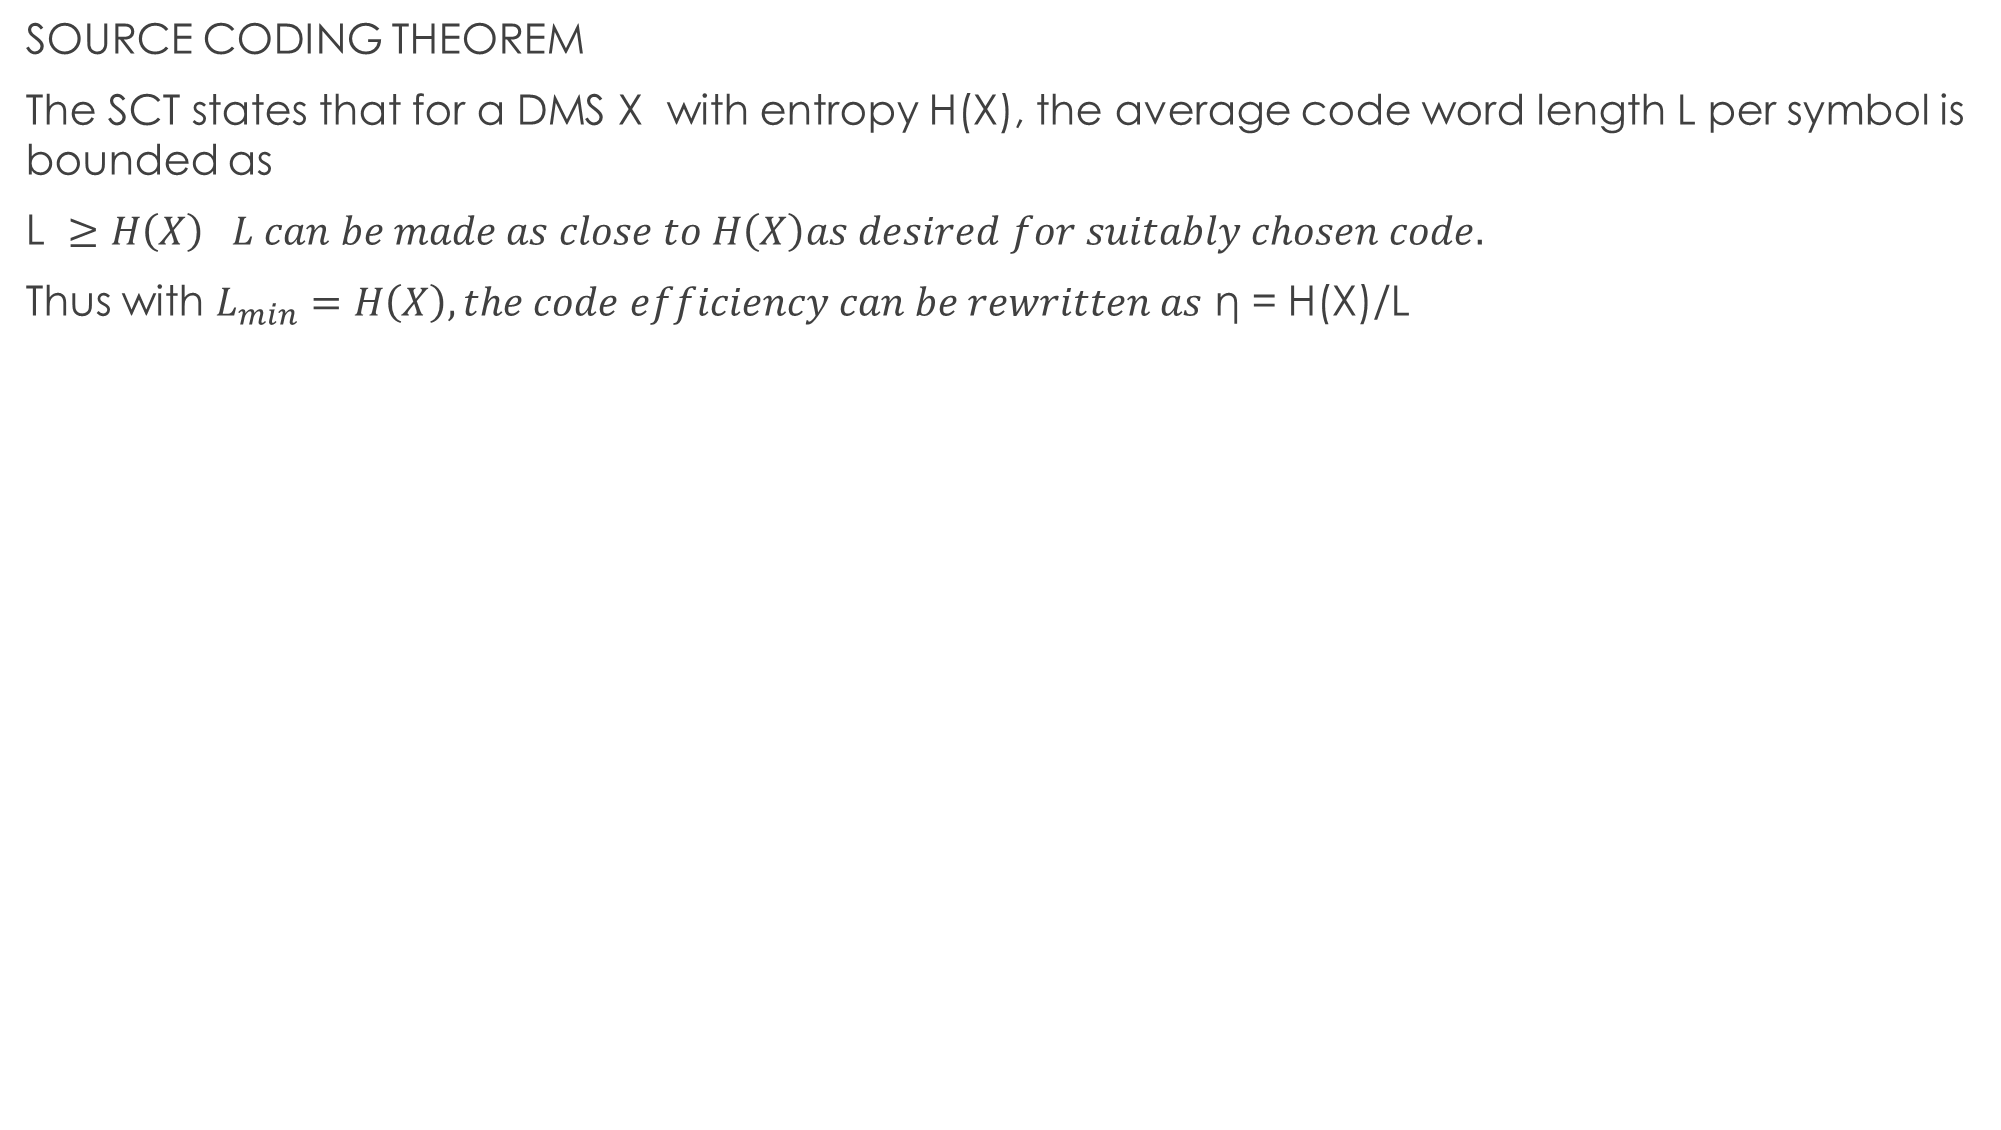 SOURCE CODING THEOREM
The SCT states that for a DMS X with entropy H(X), the average code word length L per symbol is
bounded as
L ≥ H(X) L can be made as close to H(X)as desired for suitably chosen code.
Thus with L_min = H(X), the code efficiency can be rewritten as η = H(X)/L